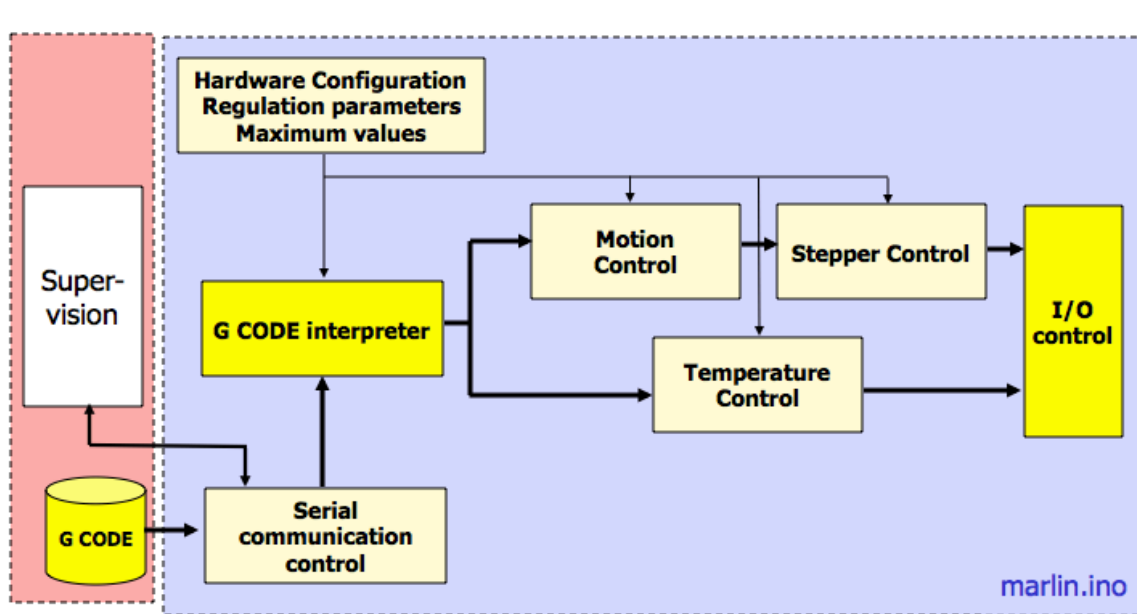 Hardware Configuration
Regulation parameters
Maximum values
Super-
vision
Motion
Control
Stepper Control
I/O
control
G CODE interpreter
Temperature
Control
G CODE
Serial
communication
control
marlin.ino